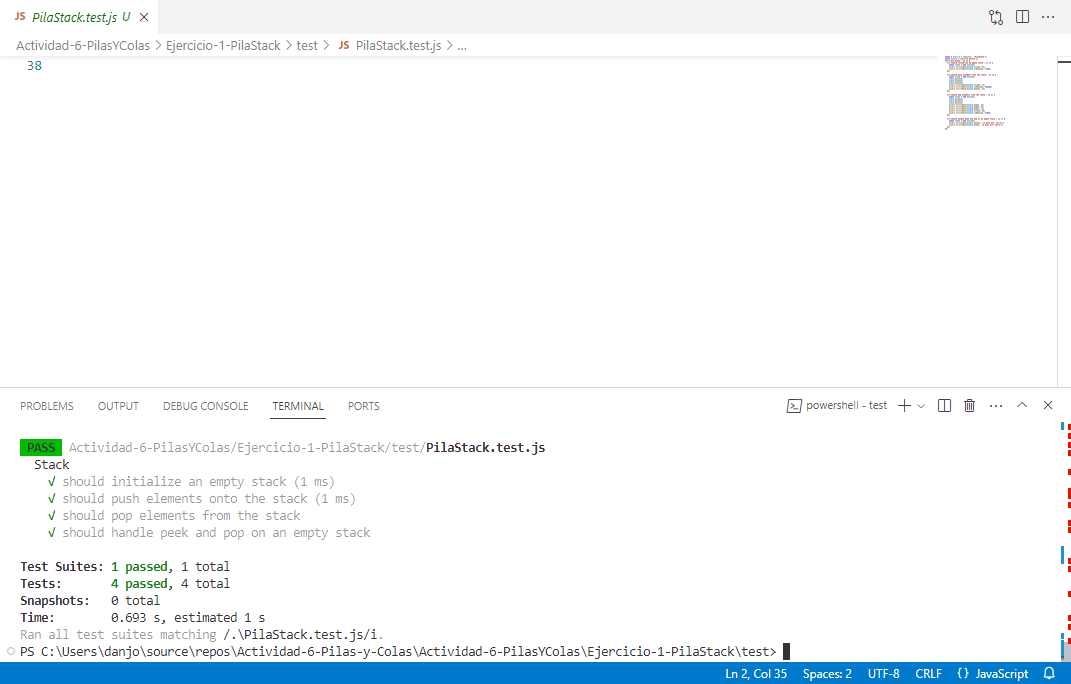 JS PilaStack.test.js U
Actividad-6-PilasYColas > Ejercicio-1-PilaStack > test > JS PilaStack.test.js > ...
38
PROBLEMS OUTPUT DEBUG CONSOLE TERMINAL PORTS powershell - test
PASS Actividad-6-PilasYColas/Ejercicio-1-PilaStack/test/PilaStack.test.js
Stack
√ should initialize an empty stack (1 ms)
√ should push elements onto the stack (1 ms)
√ should pop elements from the stack
√ should handle peek and pop on an empty stack
Test Suites: 1 passed, 1 total
Tests: 4 passed, 4 total
Snapshots: 0 total
Time: 0.693 s, estimated 1 s
Ran all test suites matching /.\PilaStack.test.js/i.
PS C:\Users\danjo\source\repos\Actividad-6-Pilas-y-Colas\Actividad-6-PilasYColas\Ejercicio-1-PilaStack\test>
Ln 2, Col 35 Spaces: 2 UTF-8 CRLF {} JavaScript